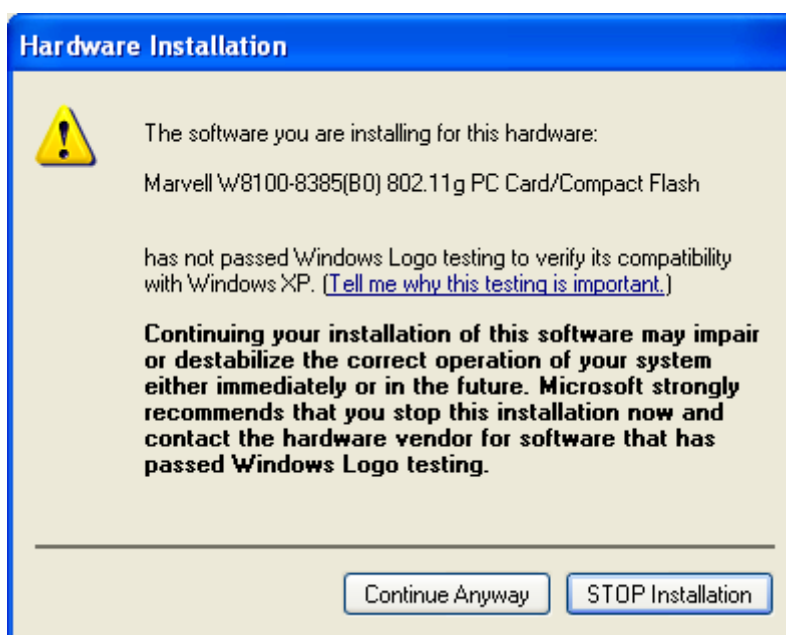 Hardware Installation
The software you are installing for this hardware:
Marvell W8100-8385(B0) 802.11g PC Card/Compact Flash
has not passed Windows Logo testing to verify its compatibility
with Windows XP. (Tell me why this testing is important.)
Continuing your installation of this software may impair
or destabilize the correct operation of your system
either immediately or in the future. Microsoft strongly
recommends that you stop this installation now and
contact the hardware vendor for software that has
passed Windows Logo testing.
Continue Anyway
STOP Installation